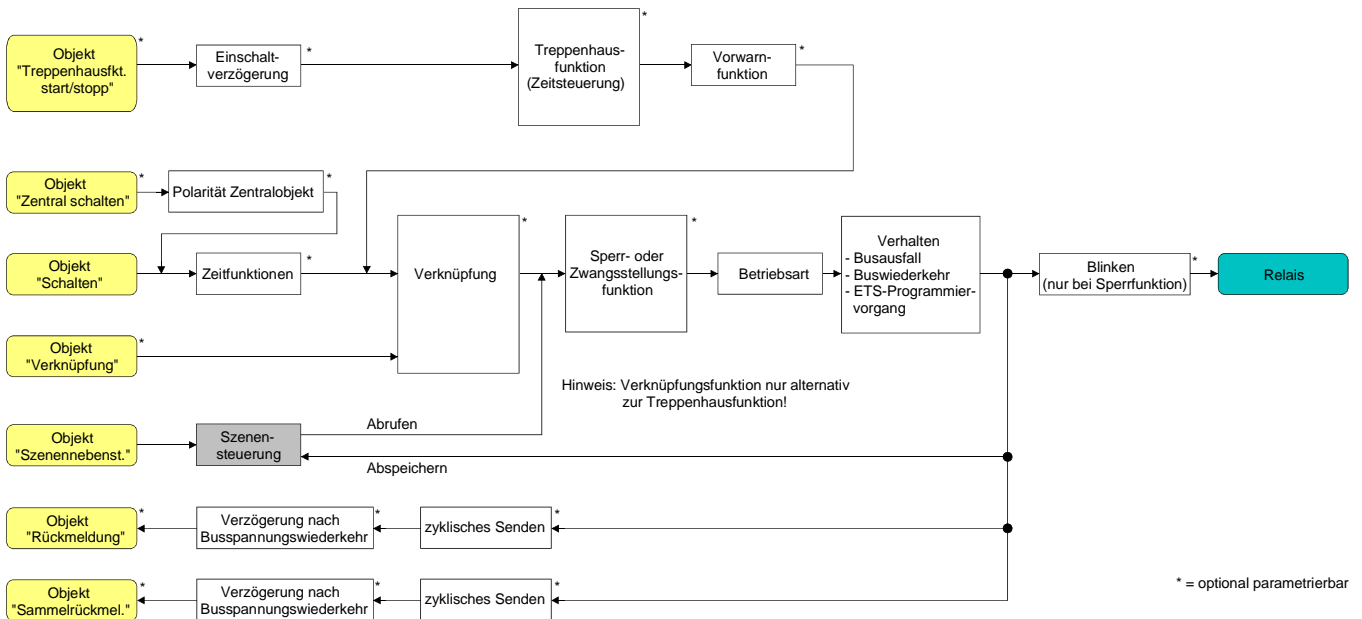 Objekt
"Treppenhausfkt.
start/stopp"
*
Einschalt-
verzögerung
*
Treppenhaus-
funktion
(Zeitsteuerung)
*
Vorwarn-
funktion
*
Objekt
"Zentral schalten"
*
Polarität Zentralobjekt
*
Objekt
"Schalten"
*
Zeitfunktionen
*
Verknüpfung
*
Sperr- oder
Zwangsstellungs-
funktion
*
Betriebsart
Verhalten
- Busausfall
- Buswiederkehr
- ETS-Programmier-
vorgang
Blinken
(nur bei Sperrfunktion)
*
Relais
Objekt
"Verknüpfung"
*
Hinweis: Verknüpfungsfunktion nur alternativ
zur Treppenhausfunktion!
Objekt
"Szenennebenst."
*
Szenen-
steuerung
Abrufen
Abspeichern
Objekt
"Rückmeldung"
*
Verzögerung nach
Busspannungswiederkehr
*
zyklisches Senden
*
Objekt
"Sammelrückmel."
*
Verzögerung nach
Busspannungswiederkehr
*
zyklisches Senden
*
* = optional parametrierbar